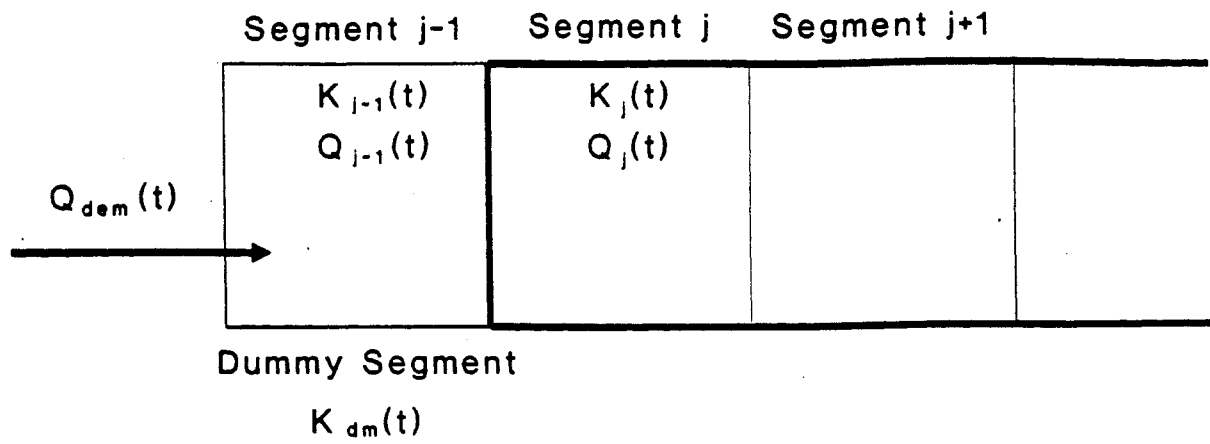 Segment j-1 Segment j Segment j+1
K j-1(t) K j(t)
Q j-1(t) Q j(t)
Q dem(t)
Dummy Segment
K dm(t)